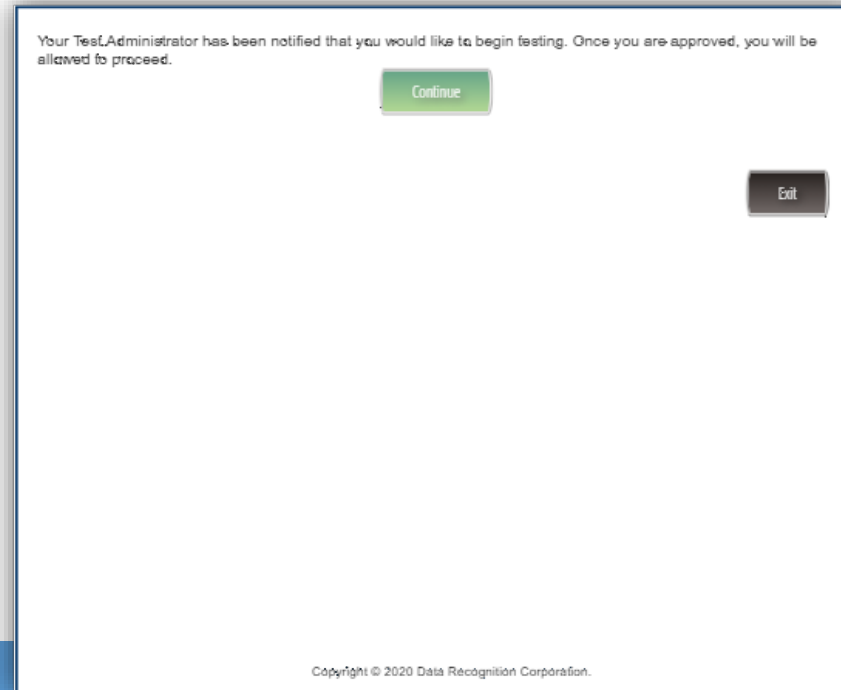 Your Test Administrator has been notified that you would like to begin testing. Once you are approved, you will be
allowed to proceed.
Continue
Exit
Copyright © 2020 Data Recognition Corporation.